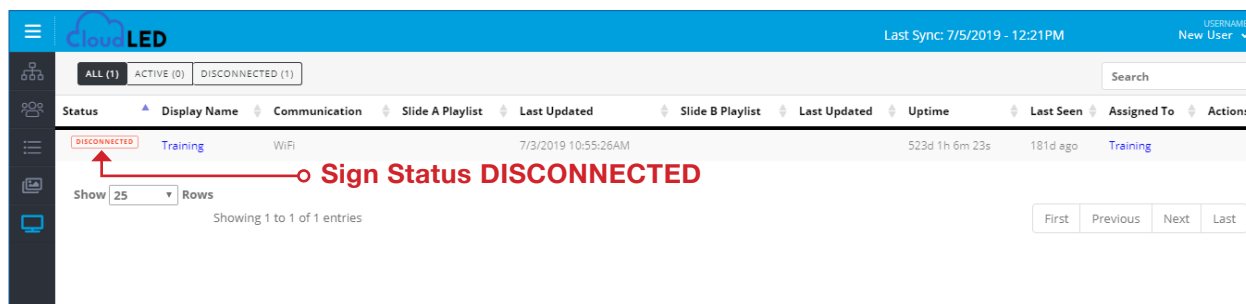 CloudLED
Last Sync: 7/5/2019 - 12:21PM
USERNAME
New User
ALL (1) ACTIVE (0) DISCONNECTED (1)
Search
Status Display Name Communication Slide A Playlist Last Updated Slide B Playlist Last Updated Uptime Last Seen Assigned To Actions
DISCONNECTED Training WiFi 7/3/2019 10:55:26AM 523d 1h 6m 23s 181d ago Training
Sign Status DISCONNECTED
Show 25 Rows
Showing 1 to 1 of 1 entries
First Previous Next Last